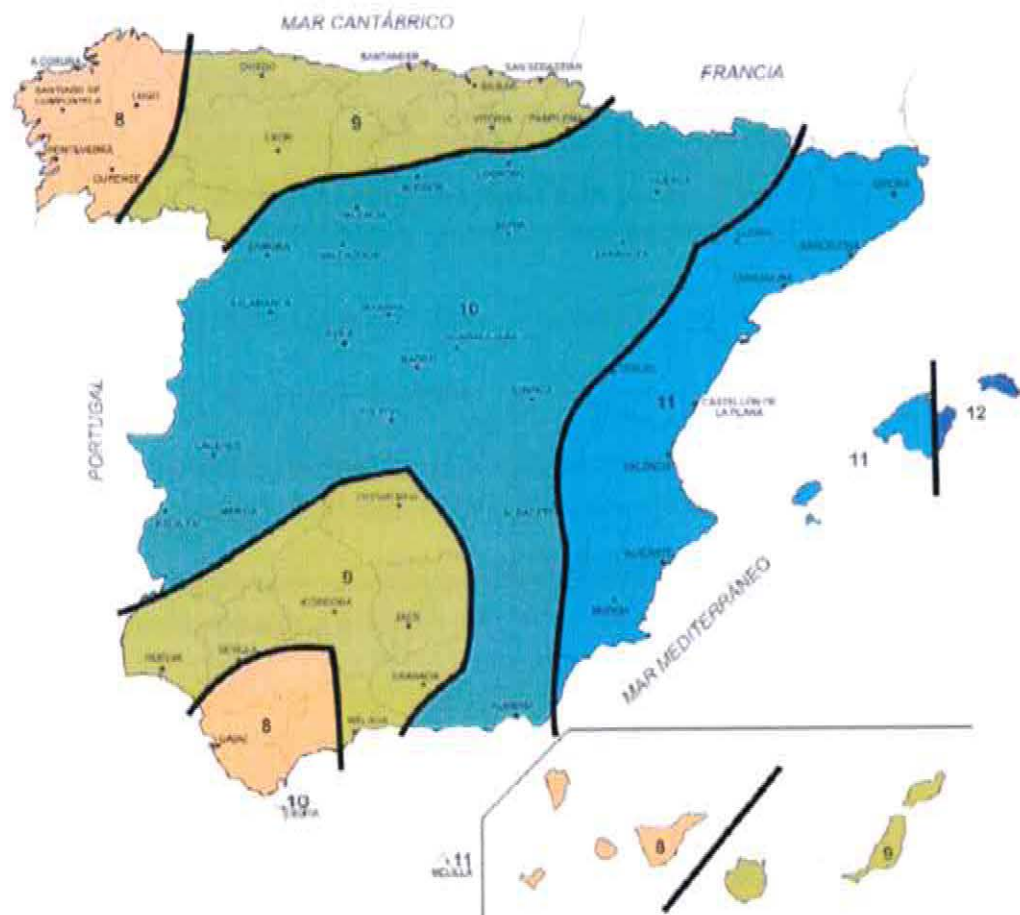 MAR CANTÁBRICO
A CORUÑA
OVIEDO
SANTANDER
SAN SEBASTIÁN
FRANCIA
BILBAO
SANTIAGO DE
COMPOSTELA
LUGO
8
9
VITORIA
PAMPLONA
LEÓN
PONTEVEDRA
OURENSE
BURGOS
LOGROÑO
HUESCA
GIRONA
PALENCIA
SORIA
ZAMORA
VALLADOLID
ZARAGOZA
LLEIDA
BARCELONA
TARRAGONA
SALAMANCA
SEGOVIA
10
ÁVILA
GUADALAJARA
MADRID
TERUEL
PORTUGAL
CUENCA
11
CASTELLÓN DE
LA PLANA
12
TOLEDO
CÁCERES
VALENCIA
11
CIUDAD REAL
BADAJOZ
MÉRIDA
ALBACETE
ALICANTE
9
CÓRDOBA
JAÉN
MURCIA
MAR MEDITERRÁNEO
HUELVA
SEVILLA
GRANADA
8
MÁLAGA
ALMERÍA
CÁDIZ
10
CEUTA
11
MELILLA
8
9